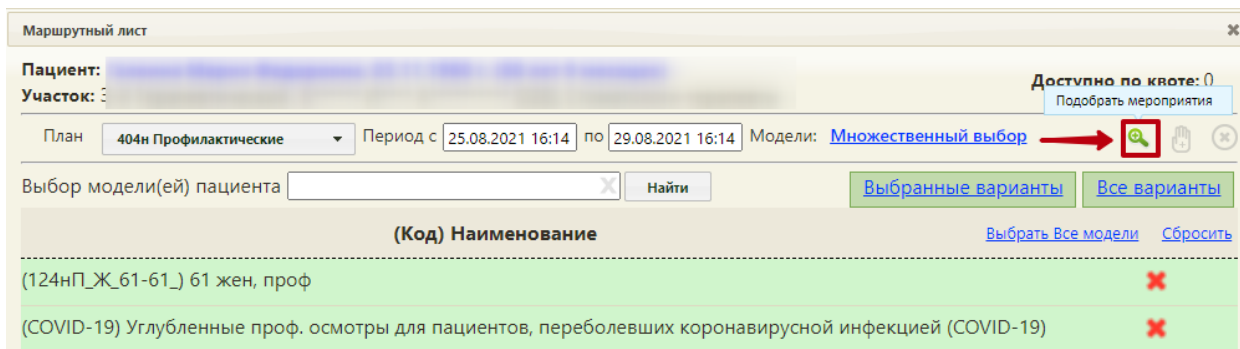 Маршрутный лист
Пациент:
Участок: Доступно по квоте: 0
Подобрать мероприятия
План 404н Профилактические Период с 25.08.2021 16:14 по 29.08.2021 16:14 Модели: Множественный выбор
Выбор модели(ей) пациента Найти Выбранные варианты Все варианты
(Код) Наименование Выбрать Все модели Сбросить
(124нП_Ж_61-61_) 61 жен, проф
(COVID-19) Углубленные проф. осмотры для пациентов, переболевших коронавирусной инфекцией (COVID-19)